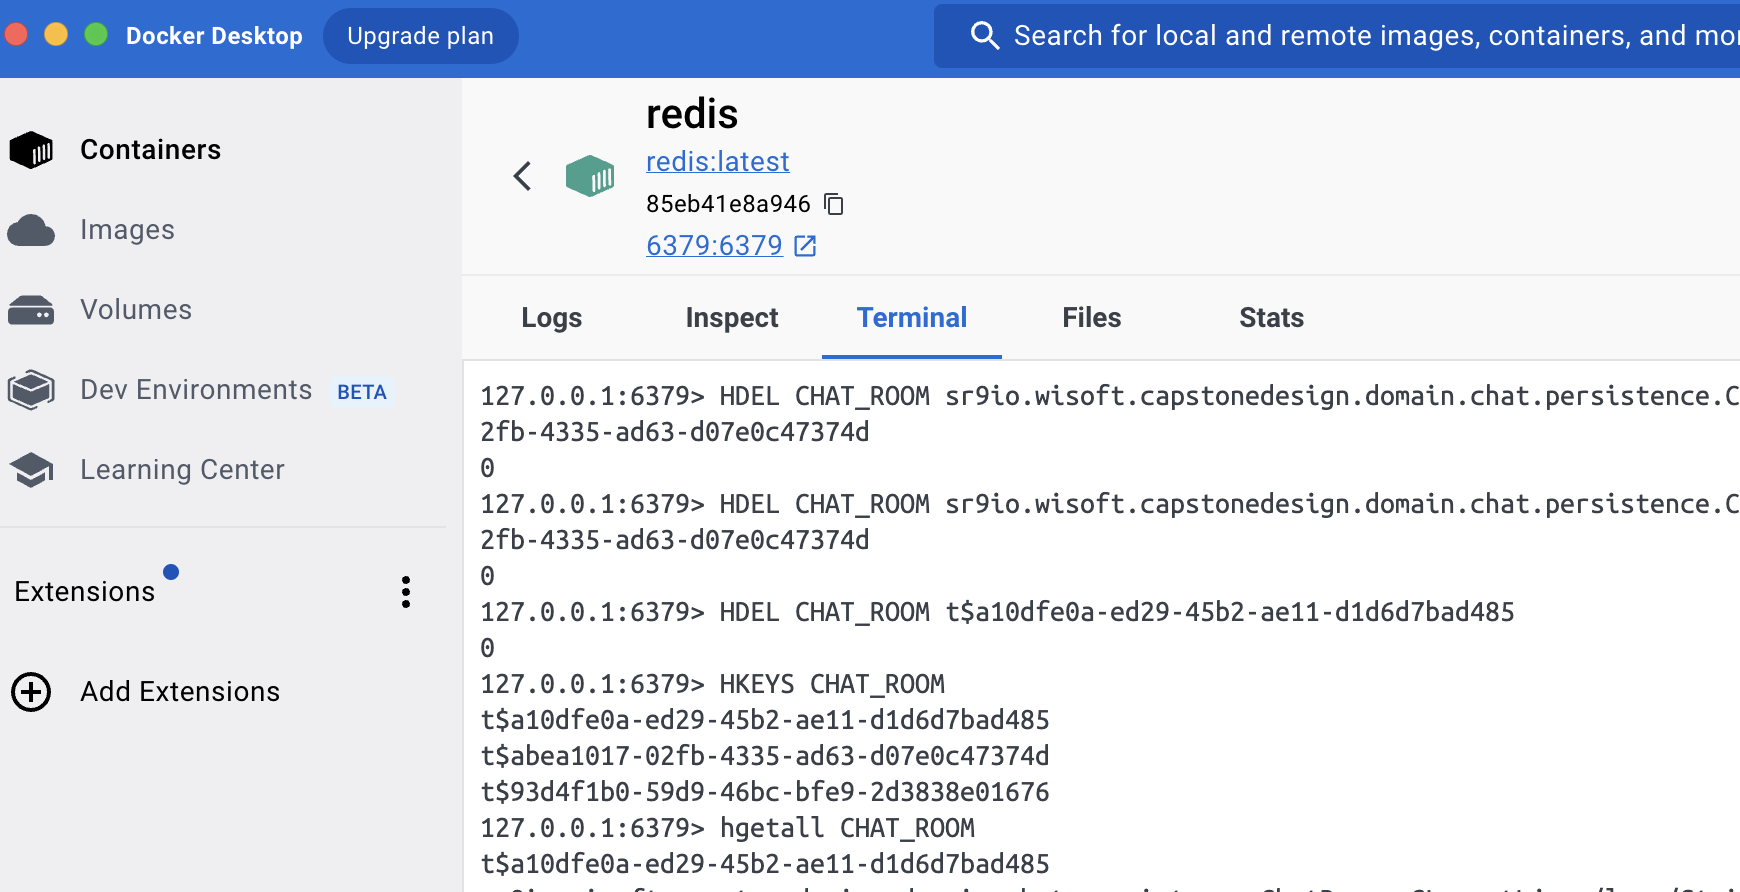 Docker Desktop
Upgrade plan
Search for local and remote images, containers, and
Containers
Images
Volumes
Dev Environments BETA
Learning Center
Extensions
Add Extensions
redis
redis:latest
85eb41e8a946
6379:6379
Logs Inspect Terminal Files Stats
127.0.0.1:6379> HDEL CHAT_ROOM sr9io.wisoft.capstonedesign.domain.chat.persistence.C
2fb-4335-ad63-d07e0c47374d
0
127.0.0.1:6379> HDEL CHAT_ROOM sr9io.wisoft.capstonedesign.domain.chat.persistence.C
2fb-4335-ad63-d07e0c47374d
0
127.0.0.1:6379> HDEL CHAT_ROOM t$a10dfe0a-ed29-45b2-ae11-d1d6d7bad485
0
127.0.0.1:6379> HKEYS CHAT_ROOM
t$a10dfe0a-ed29-45b2-ae11-d1d6d7bad485
t$abea1017-02fb-4335-ad63-d07e0c47374d
t$93d4f1b0-59d9-46bc-bfe9-2d3838e01676
127.0.0.1:6379> hgetall CHAT_ROOM
t$a10dfe0a-ed29-45b2-ae11-d1d6d7bad485